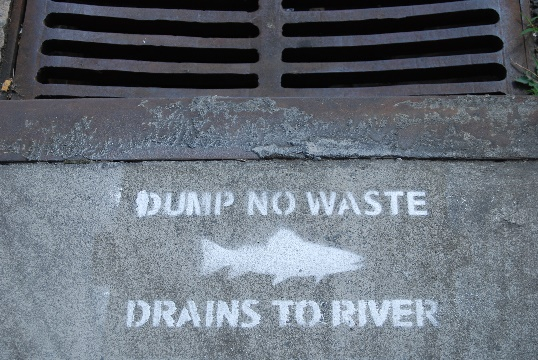 DUMP NO WASTE
DRAINS TO RIVER